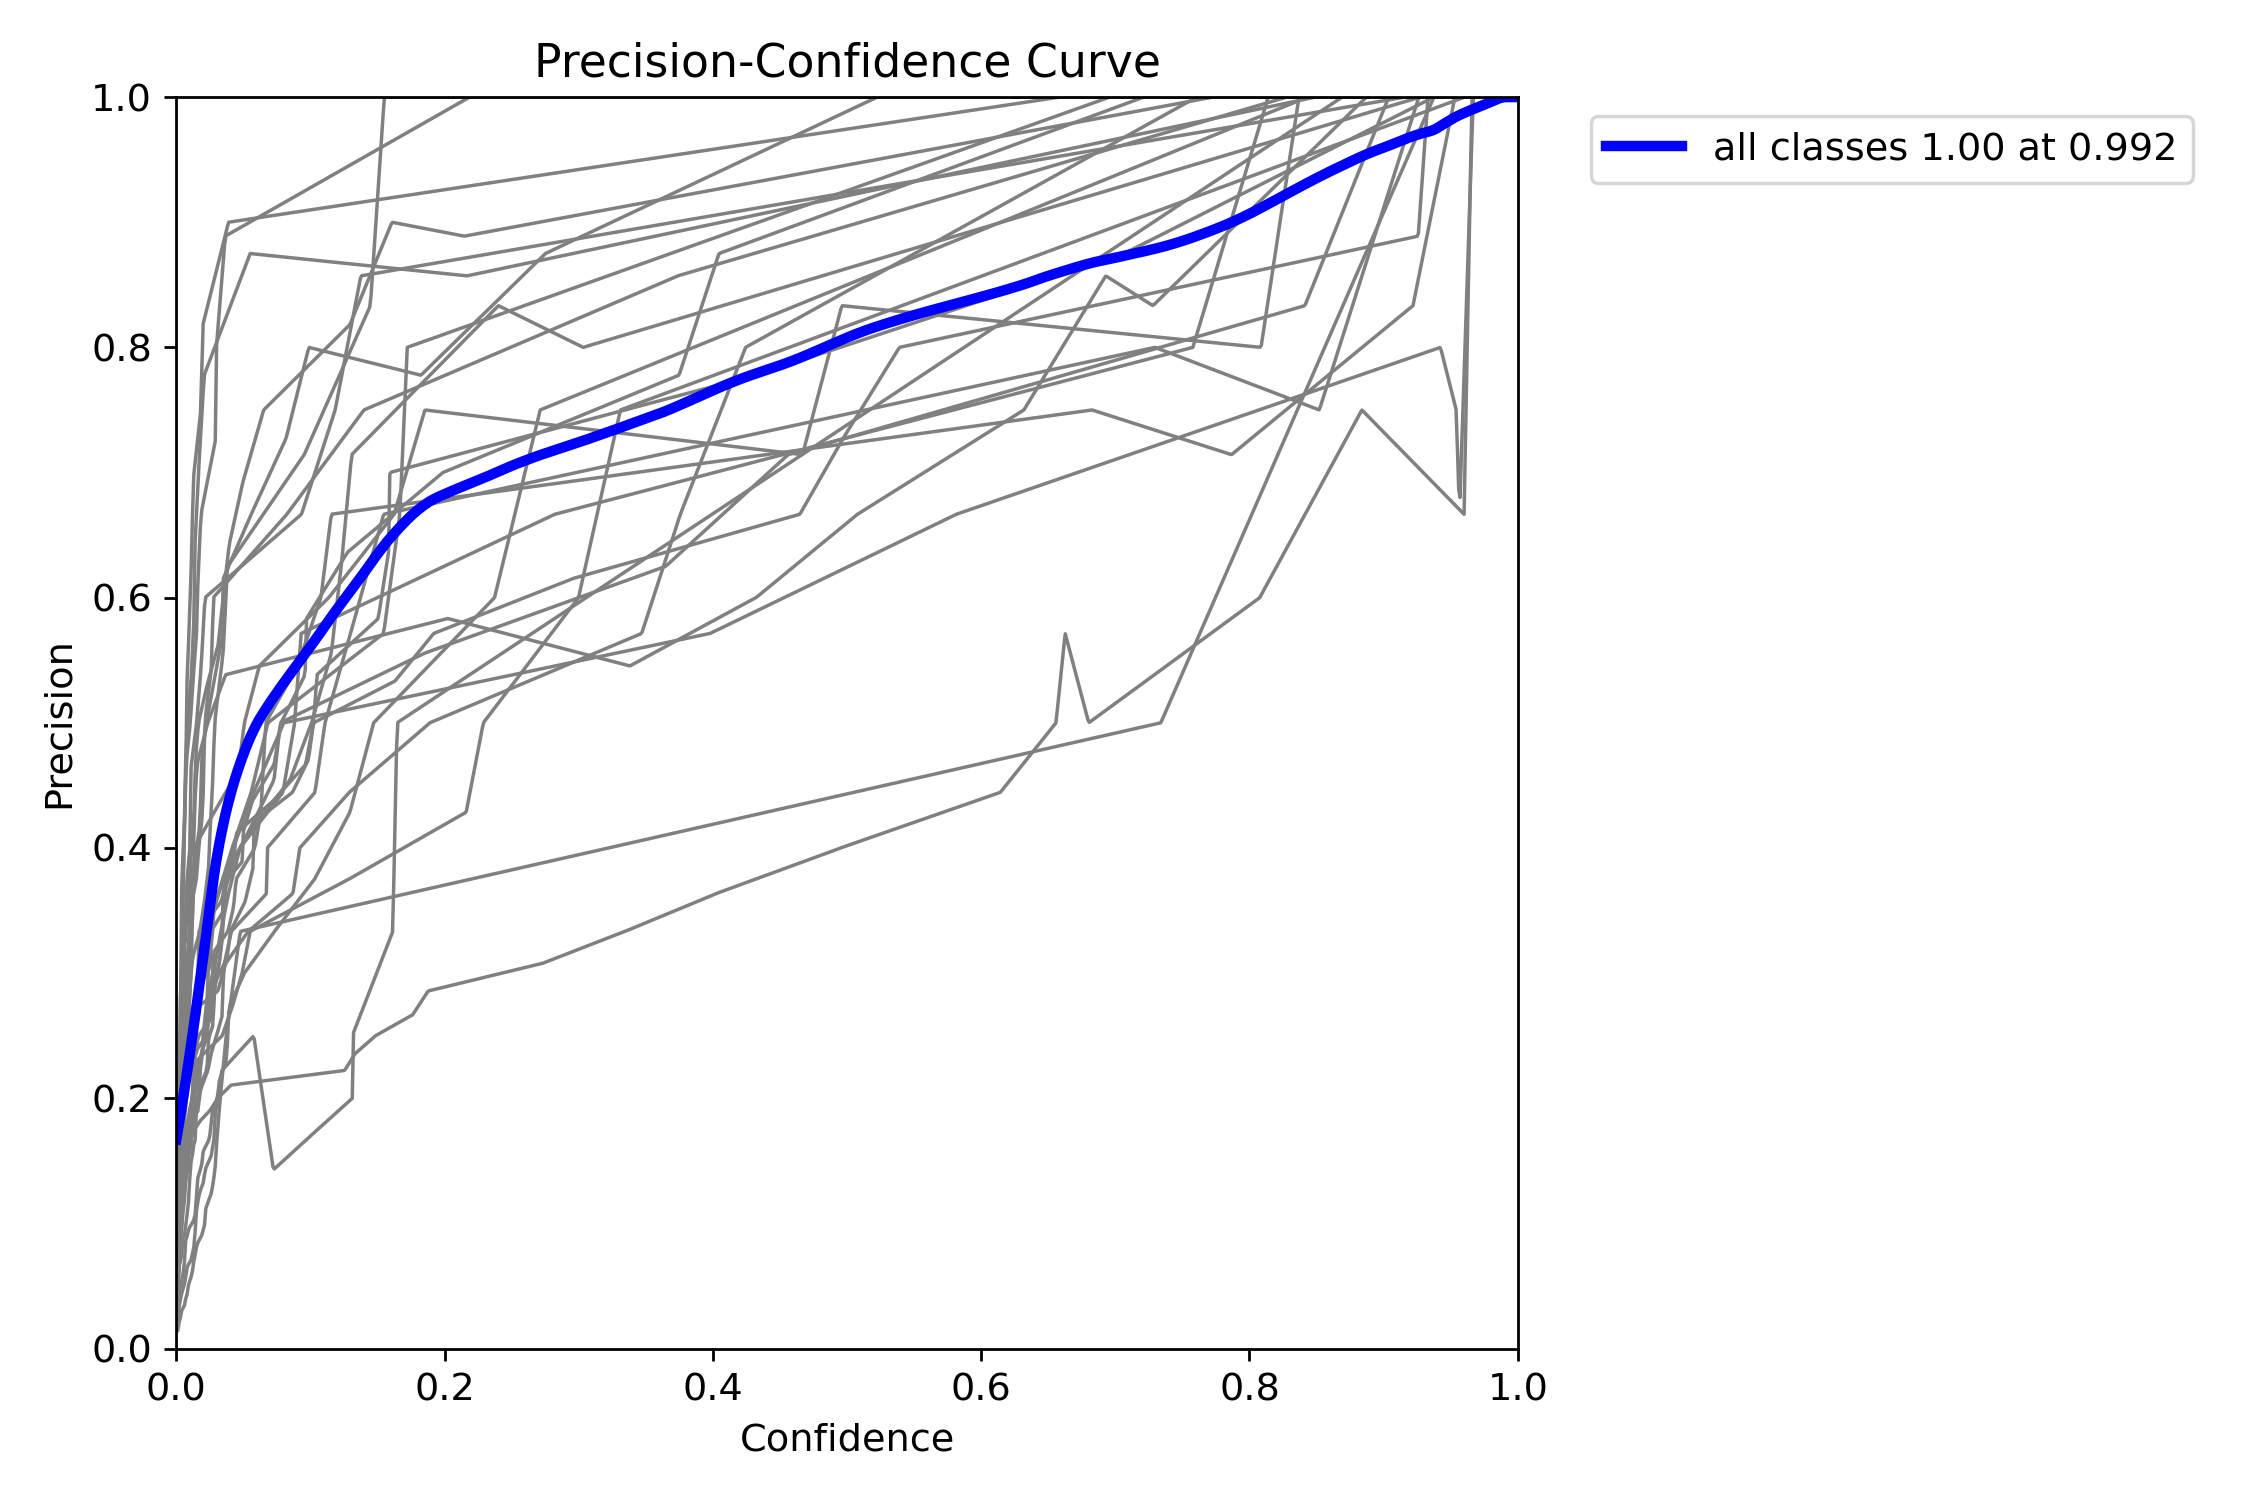 Precision-Confidence Curve
all classes 1.00 at 0.992
Precision
1.0
0.8
0.6
0.4
0.2
0.0
0.0 0.2 0.4 0.6 0.8 1.0
Confidence